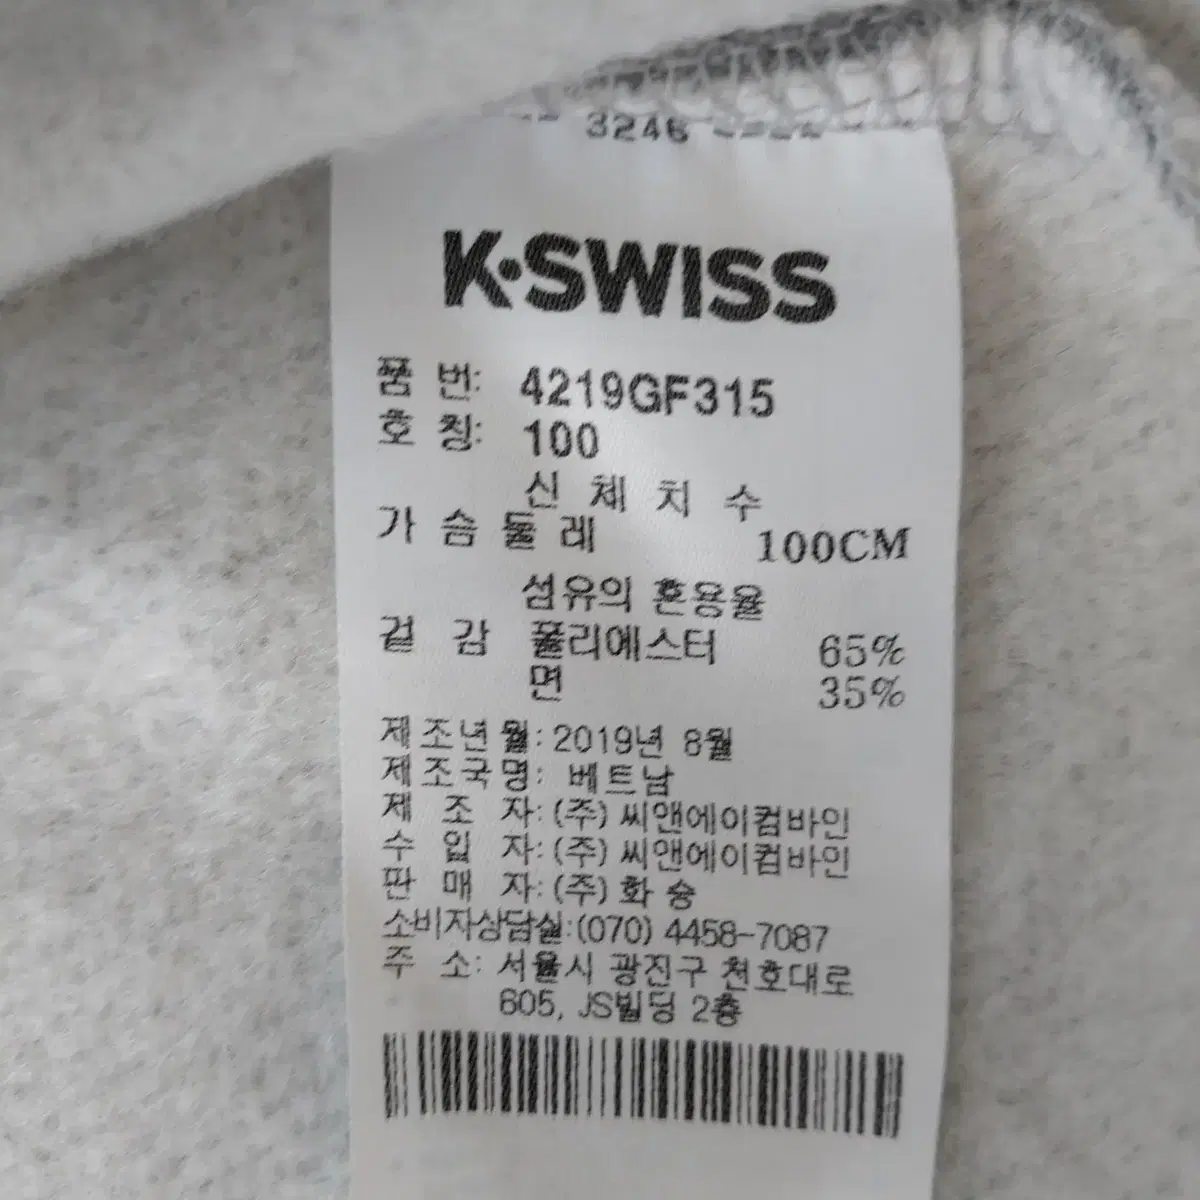 3246
K·SWISS
품 번: 4219GF315
호 칭: 100
신 체 치 수
가 슴 둘 레 100CM
섬유의 혼용율
겉 감 폴리에스터 65%
면 35%
제조년월: 2019년 8월
제조국명: 베트남
제 조 자: (주) 씨앤에이컴바인
수 입 자: (주) 씨앤에이컴바인
판 매 자: (주) 화 승
소비자상담실:(070) 4458-7087
주 소: 서울시 광진구 천호대로
605, JS빌딩 2층